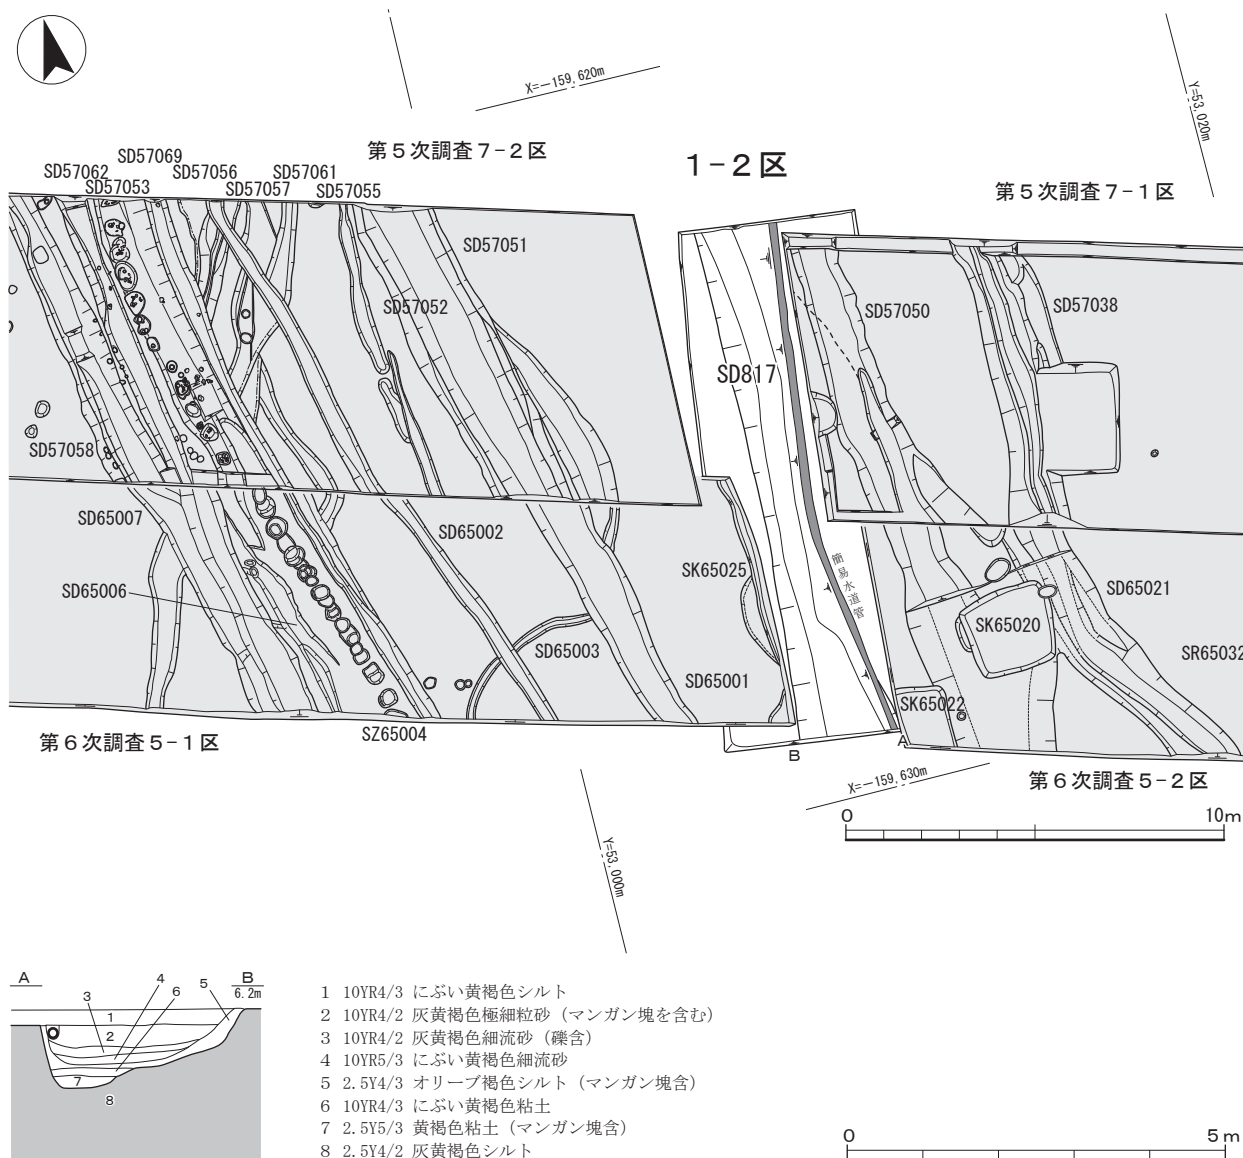 X=-159,620m
Y=53,020m
第5次調査7-2区
1-2区
第5次調査7-1区
SD57069
SD57062
SD57056
SD57061
SD57053
SD57057
SD57055
SD57051
SD57052
SD57050
SD57038
SD817
SD57058
SD65007
SD65002
SD65006
SK65025
簡易水道管
SD65021
SK65020
SD65003
SR65032
SD65001
SK65022
SZ65004
第6次調査5-1区
B
A
第6次調査5-2区
X=-159,630m
0 10m
Y=53,000m
A
B
6.2m
1
2
3
4
5
6
7
8
1 10YR4/3 にぶい黄褐色シルト
2 10YR4/2 灰黄褐色極細粒砂（マンガン塊を含む）
3 10YR4/2 灰黄褐色細流砂（礫含）
4 10YR5/3 にぶい黄褐色細流砂
5 2.5Y4/3 オリーブ褐色シルト（マンガン塊含）
6 10YR4/3 にぶい黄褐色粘土
7 2.5Y5/3 黄褐色粘土（マンガン塊含）
8 2.5Y4/2 灰黄褐色シルト
0 5m